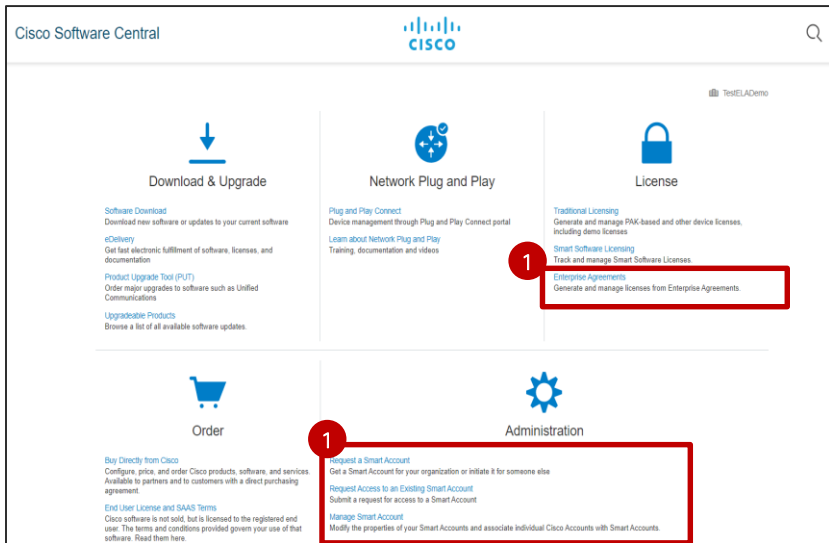 Cisco Software Central
CISCO
TestELADemo
Download & Upgrade
Software Download
Download new software or updates to your current software
eDelivery
Get fast electronic fulfillment of software, licenses, and
documentation
Product Upgrade Tool (PUT)
Order major upgrades to software such as Unified
Communications
Upgradeable Products
Browse a list of all available software updates.
Network Plug and Play
Plug and Play Connect
Device management through Plug and Play Connect portal
Learn about Network Plug and Play
Training, documentation and videos
License
Traditional Licensing
Generate and manage PAK-based and other device licenses,
including demo licenses
Smart Software Licensing
Track and manage Smart Software Licenses.
1
Enterprise Agreements
Generate and manage licenses from Enterprise Agreements.
Order
Buy Directly from Cisco
Configure, price, and order Cisco products, software, and services.
Available to partners and to customers with a direct purchasing
agreement.
End User License and SAAS Terms
Cisco software is not sold, but is licensed to the registered end
user. The terms and conditions provided govern your use of that
software. Read them here.
Administration
1
Request a Smart Account
Get a Smart Account for your organization or initiate it for someone else
Request Access to an Existing Smart Account
Submit a request for access to a Smart Account
Manage Smart Account
Modify the properties of your Smart Accounts and associate individual Cisco Accounts with Smart Accounts.